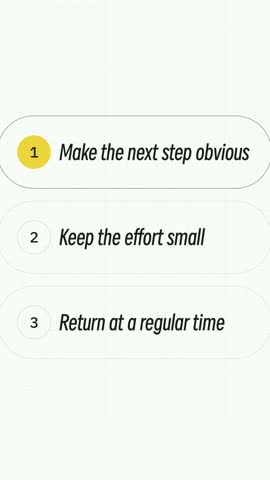 1 Make the next step obvious
2 Keep the effort small
3 Return at a regular time